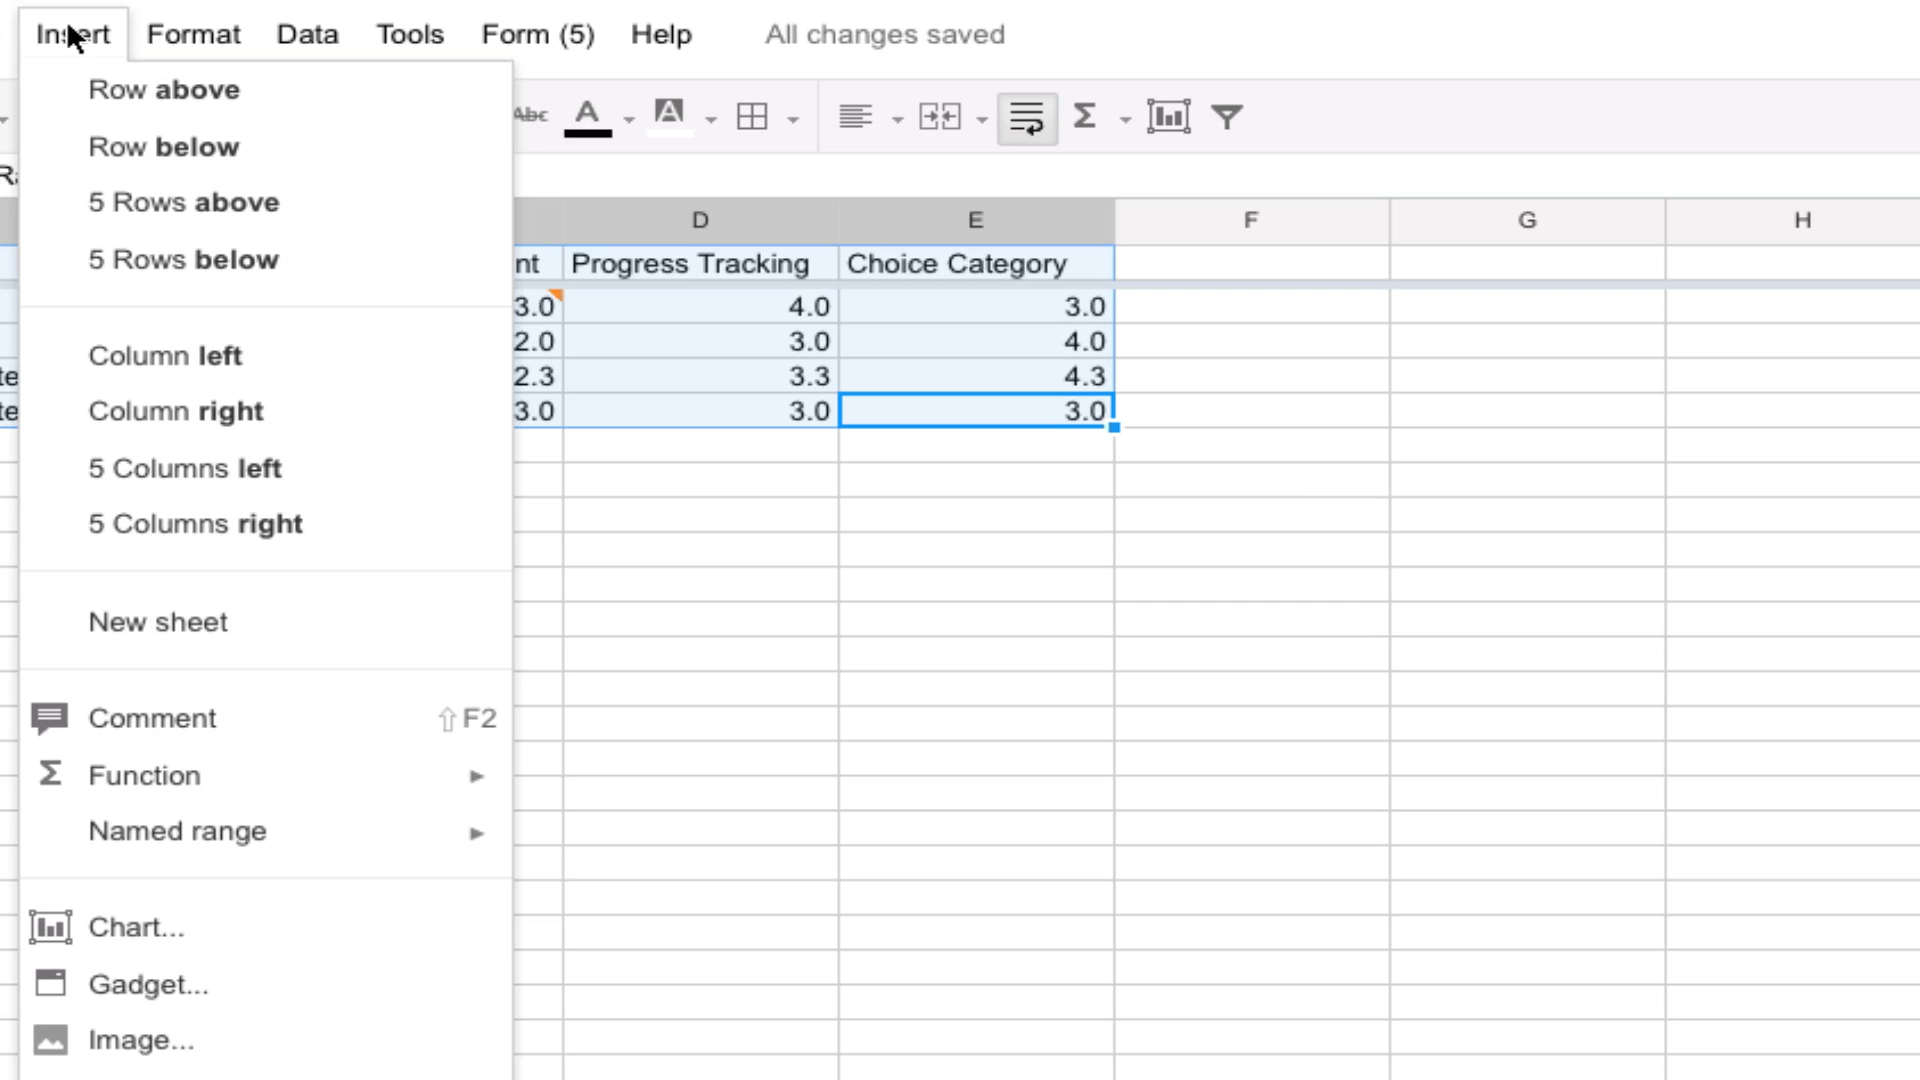 Insert Format Data Tools Form (5) Help All changes saved
Row above
Abc A A Σ
Row below
5 Rows above
D E F G H
5 Rows below
nt Progress Tracking Choice Category
3.0 4.0 3.0
2.0 3.0 4.0
Column left
te 2.3 3.3 4.3
Column right
te 3.0 3.0 3.0
5 Columns left
5 Columns right
New sheet
Comment ⇧F2
Σ Function ►
Named range ►
Chart...
Gadget...
Image...